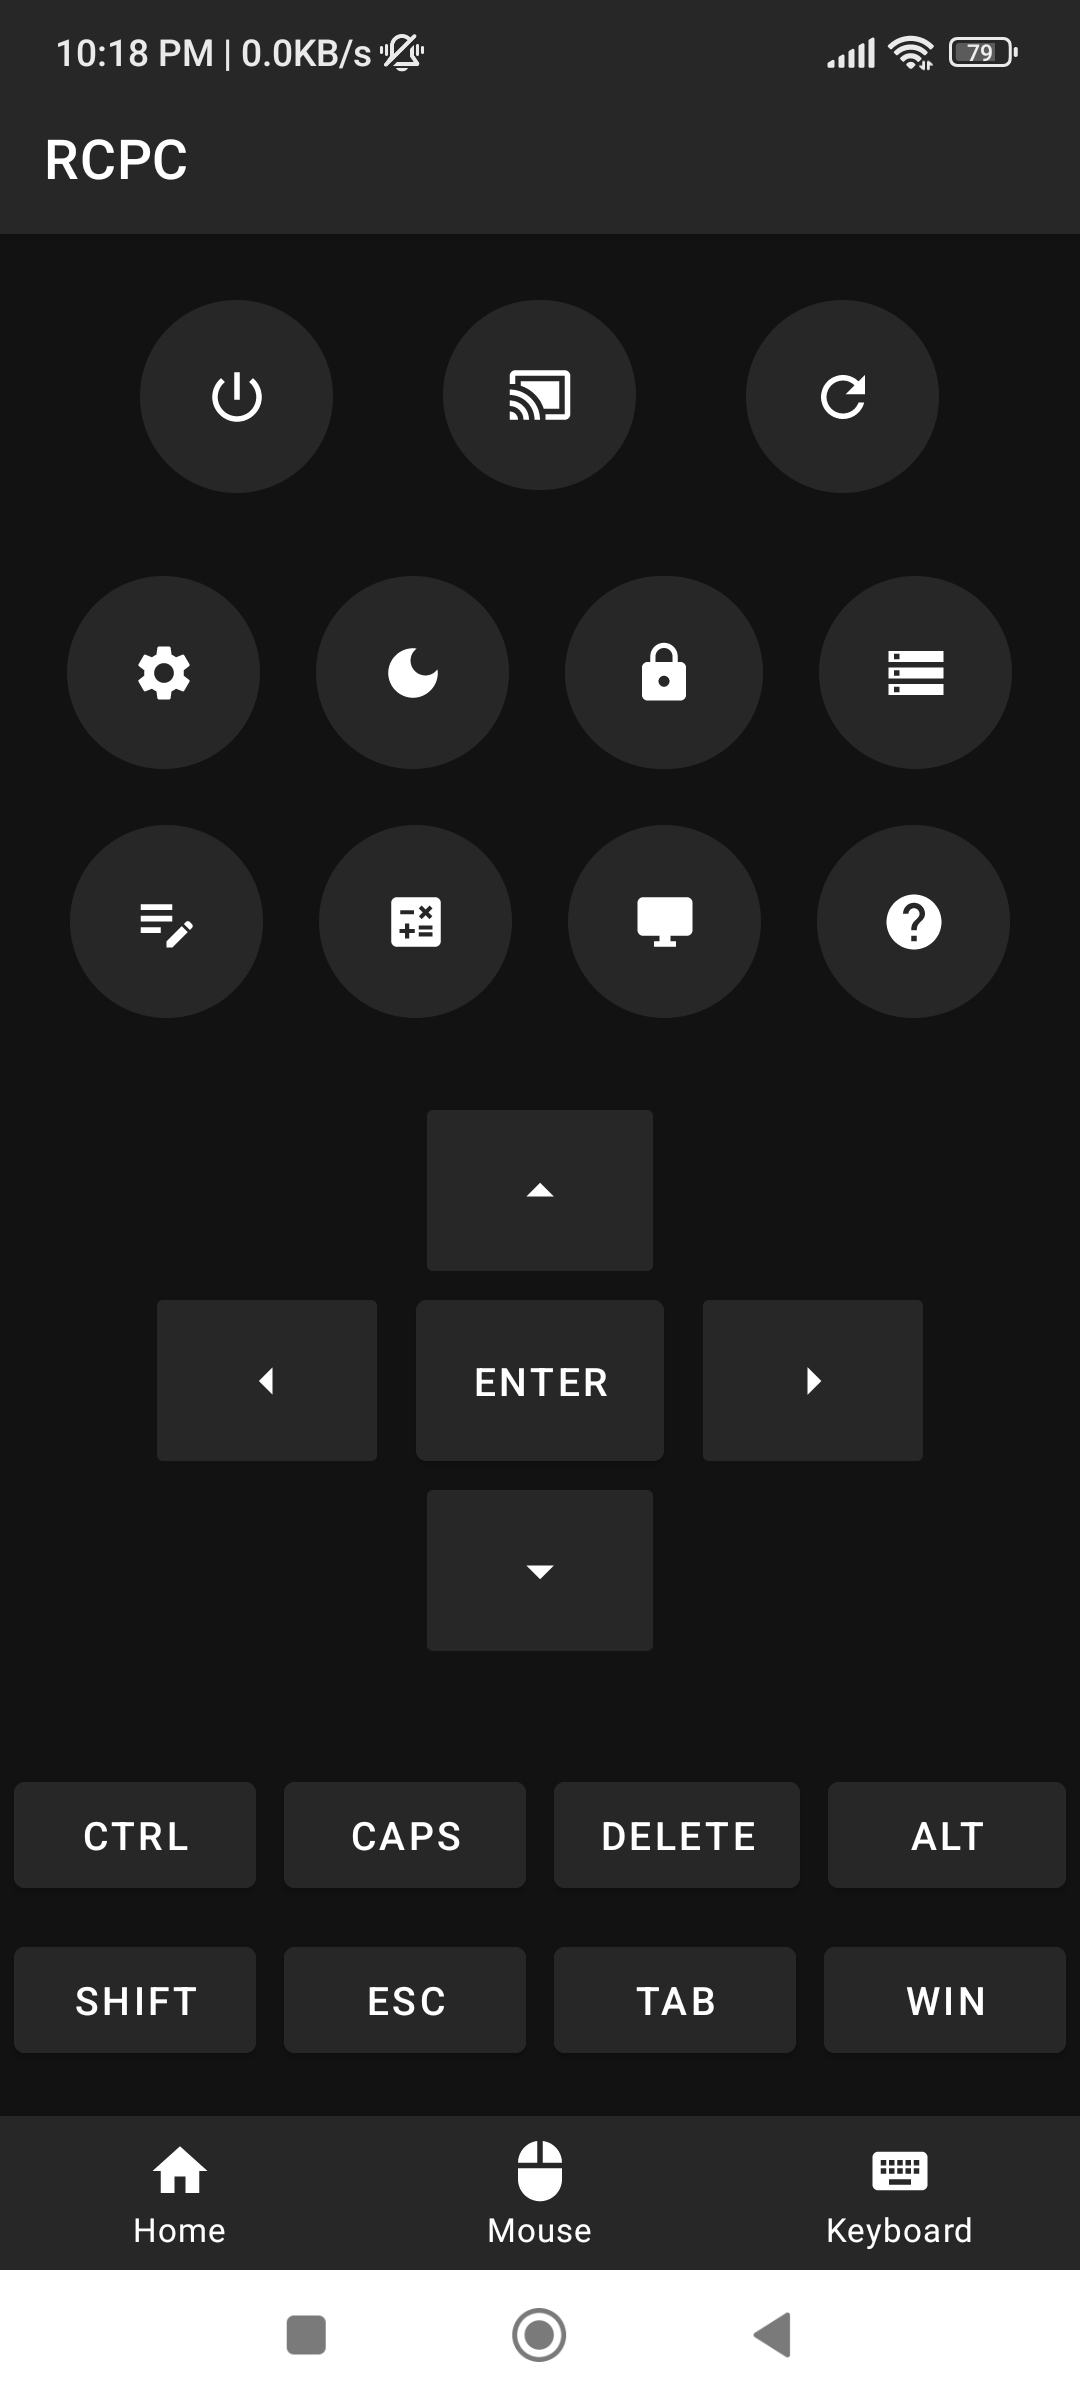 10:18 PM | 0.0KB/s 79
RCPC
ENTER
CTRL CAPS DELETE ALT
SHIFT ESC TAB WIN
Home Mouse Keyboard